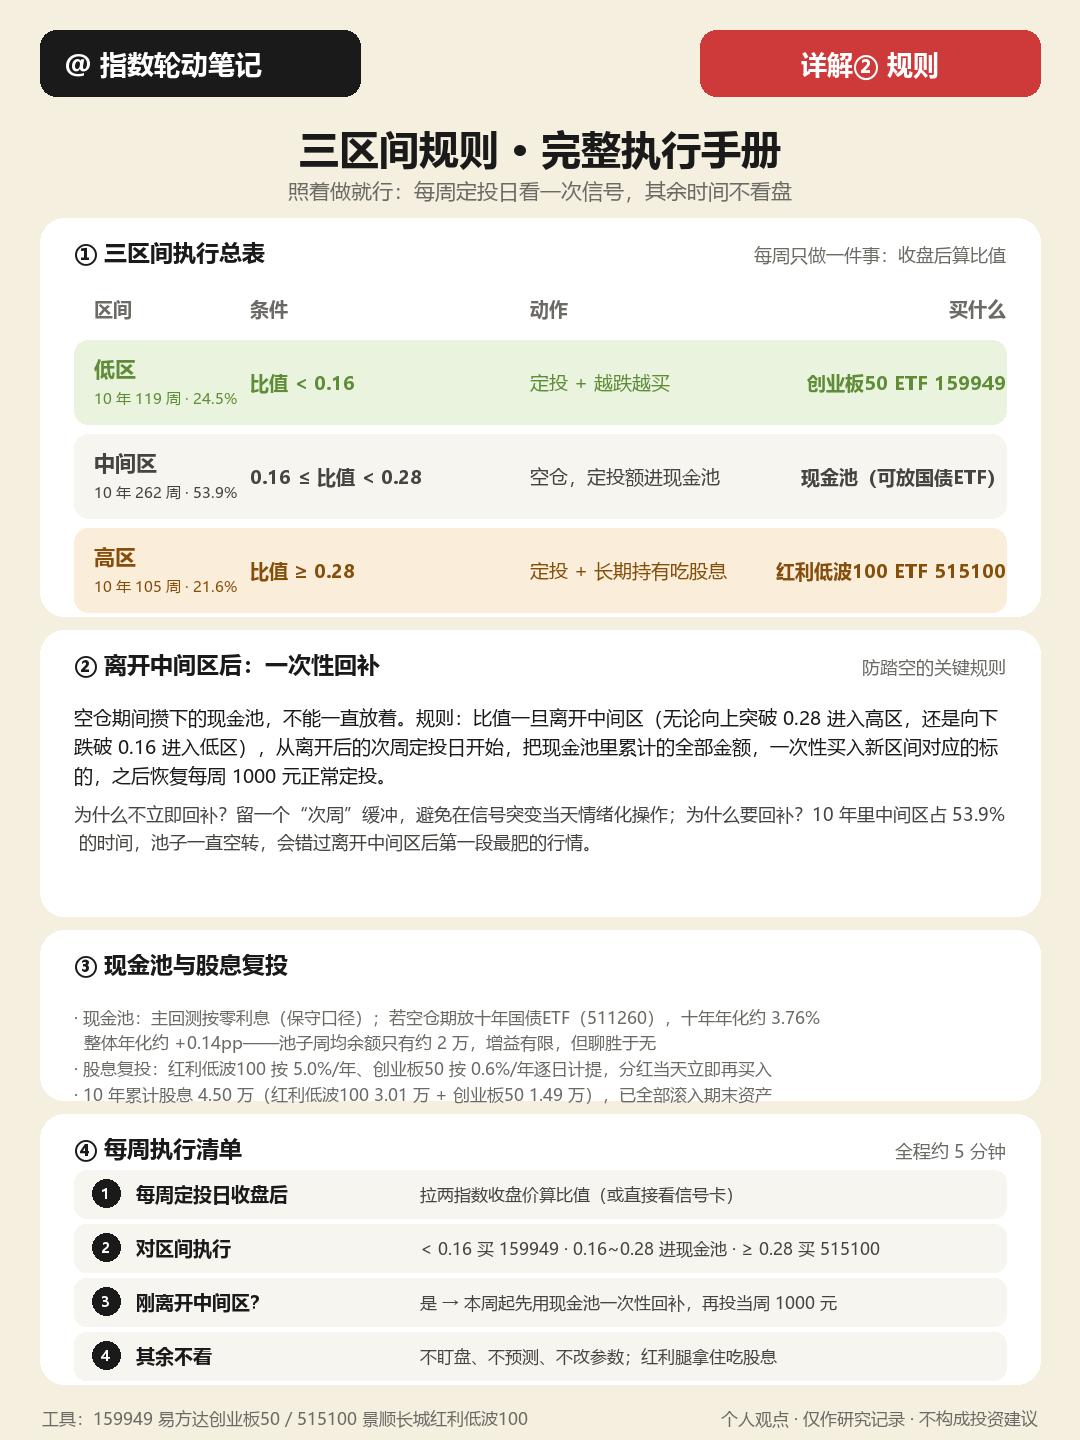 @ 指数轮动笔记
详解② 规则
三区间规则 • 完整执行手册
照着做就行：每周定投日看一次信号，其余时间不看盘
① 三区间执行总表
每周只做一件事：收盘后算比值
区间 条件 动作 买什么
低区
10 年 119 周 · 24.5%
比值 < 0.16 定投 + 越跌越买 创业板50 ETF 159949
中间区
10 年 262 周 · 53.9%
0.16 ≤ 比值 < 0.28 空仓，定投额进现金池 现金池（可放国债ETF）
高区
10 年 105 周 · 21.6%
比值 ≥ 0.28 定投 + 长期持有吃股息 红利低波100 ETF 515100
② 离开中间区后：一次性回补
防踏空的关键规则
空仓期间攒下的现金池，不能一直放着。规则：比值一旦离开中间区（无论向上突破 0.28 进入高区，还是向下
跌破 0.16 进入低区），从离开后的次周定投日开始，把现金池里累计的全部金额，一次性买入新区间对应的标
的，之后恢复每周 1000 元正常定投。
为什么不立即回补？留一个“次周”缓冲，避免在信号突变当天情绪化操作；为什么要回补？10 年里中间区占 53.9%
的时间，池子一直空转，会错过离开中间区后第一段最肥的行情。
③ 现金池与股息复投
· 现金池：主回测按零利息（保守口径）；若空仓期放十年国债ETF（511260），十年年化约 3.76%
整体年化约 +0.14pp——池子周均余额只有约 2 万，增益有限，但聊胜于无
· 股息复投：红利低波100 按 5.0%/年、创业板50 按 0.6%/年逐日计提，分红当天立即再买入
· 10 年累计股息 4.50 万（红利低波100 3.01 万 + 创业板50 1.49 万），已全部滚入期末资产
④ 每周执行清单
全程约 5 分钟
1 每周定投日收盘后 拉两指数收盘价算比值（或直接看信号卡）
2 对区间执行 < 0.16 买 159949 · 0.16~0.28 进现金池 · ≥ 0.28 买 515100
3 刚离开中间区? 是 → 本周起先用现金池一次性回补，再投当周 1000 元
4 其余不看 不盯盘、不预测、不改参数；红利腿拿住吃股息
工具：159949 易方达创业板50 / 515100 景顺长城红利低波100
个人观点 · 仅作研究记录 · 不构成投资建议